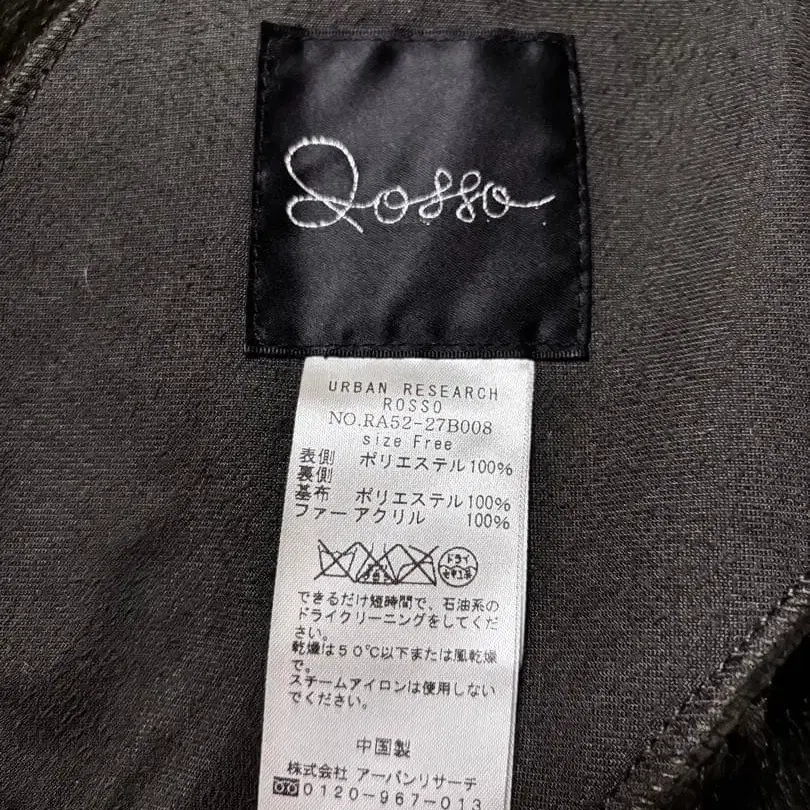 Rosso
URBAN RESEARCH
ROSSO
NO.RA52-27B008
size Free
表側 ポリエステル100%
裏側
基布 ポリエステル100%
ファー アクリル 100%
ドライ
セキユ系
できるだけ短時間で、石油系の
ドライクリーニングをしてくだ
さい。
乾燥は50℃以下または風乾燥
で。
スチームアイロンは使用しない
でください。
中国製
株式会社 アーバンリサーチ
0120-967-013